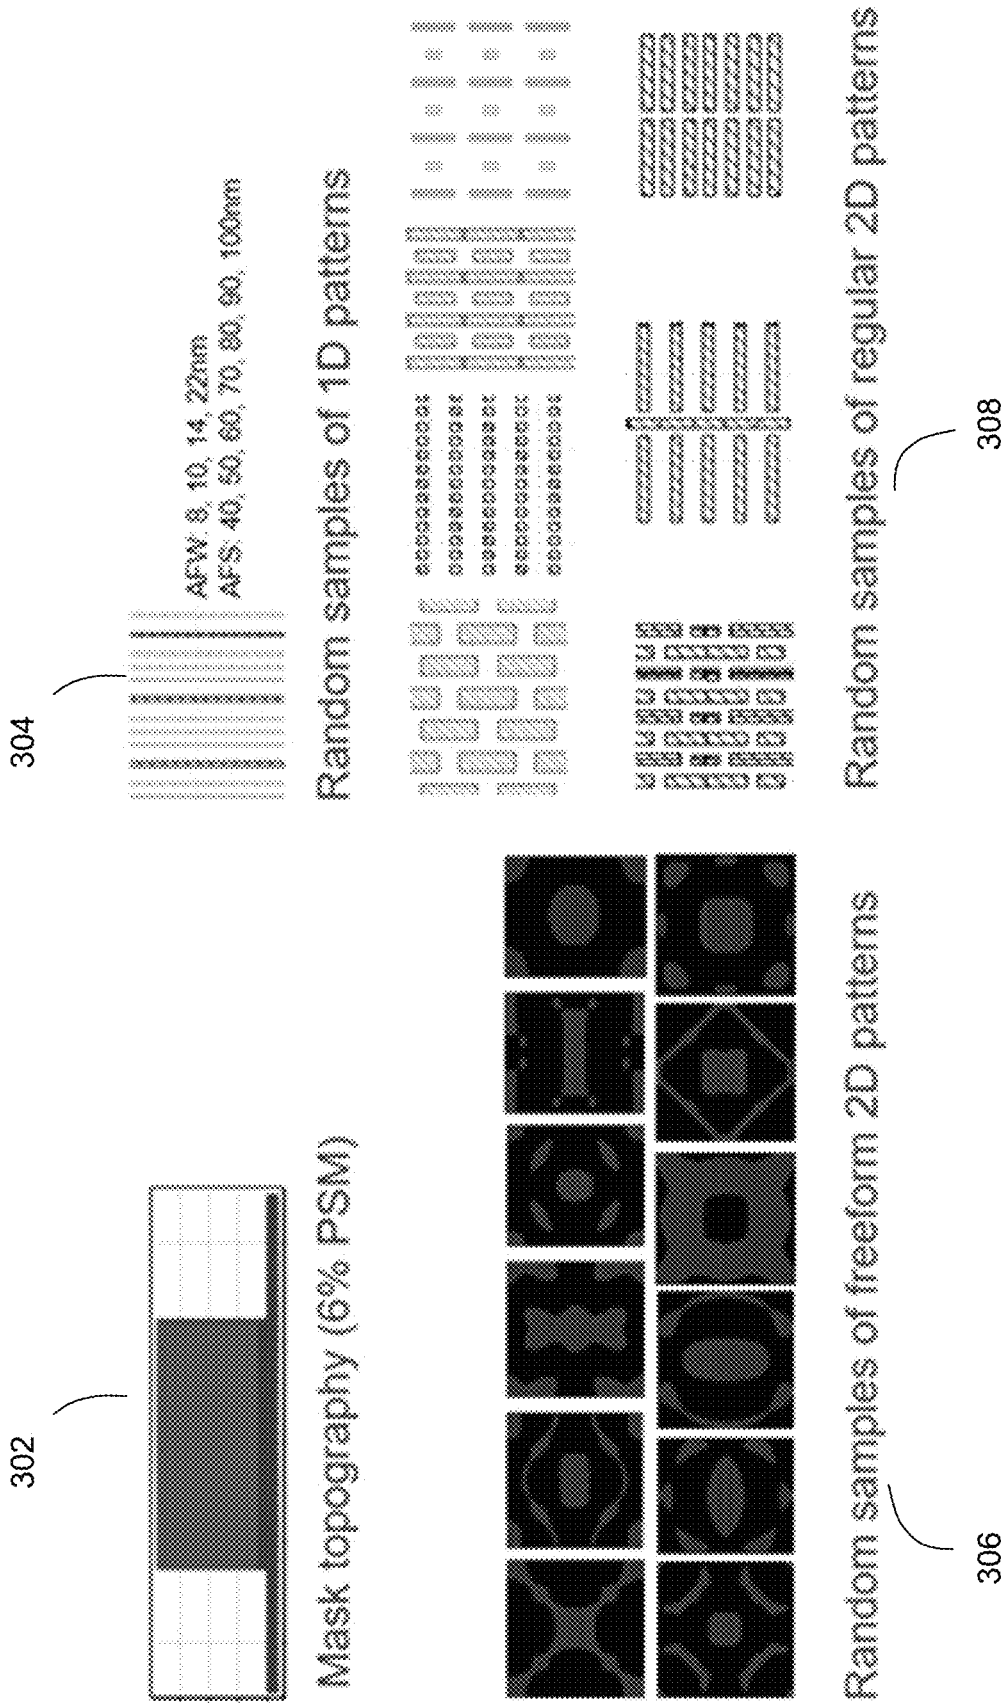 302
Mask topography (6% PSM)
304
AFW: 8, 10, 14, 22nm
AFS: 40, 50, 60, 70, 80, 90, 100nm
Random samples of 1D patterns
Random samples of freeform 2D patterns
306
Random samples of regular 2D patterns
308